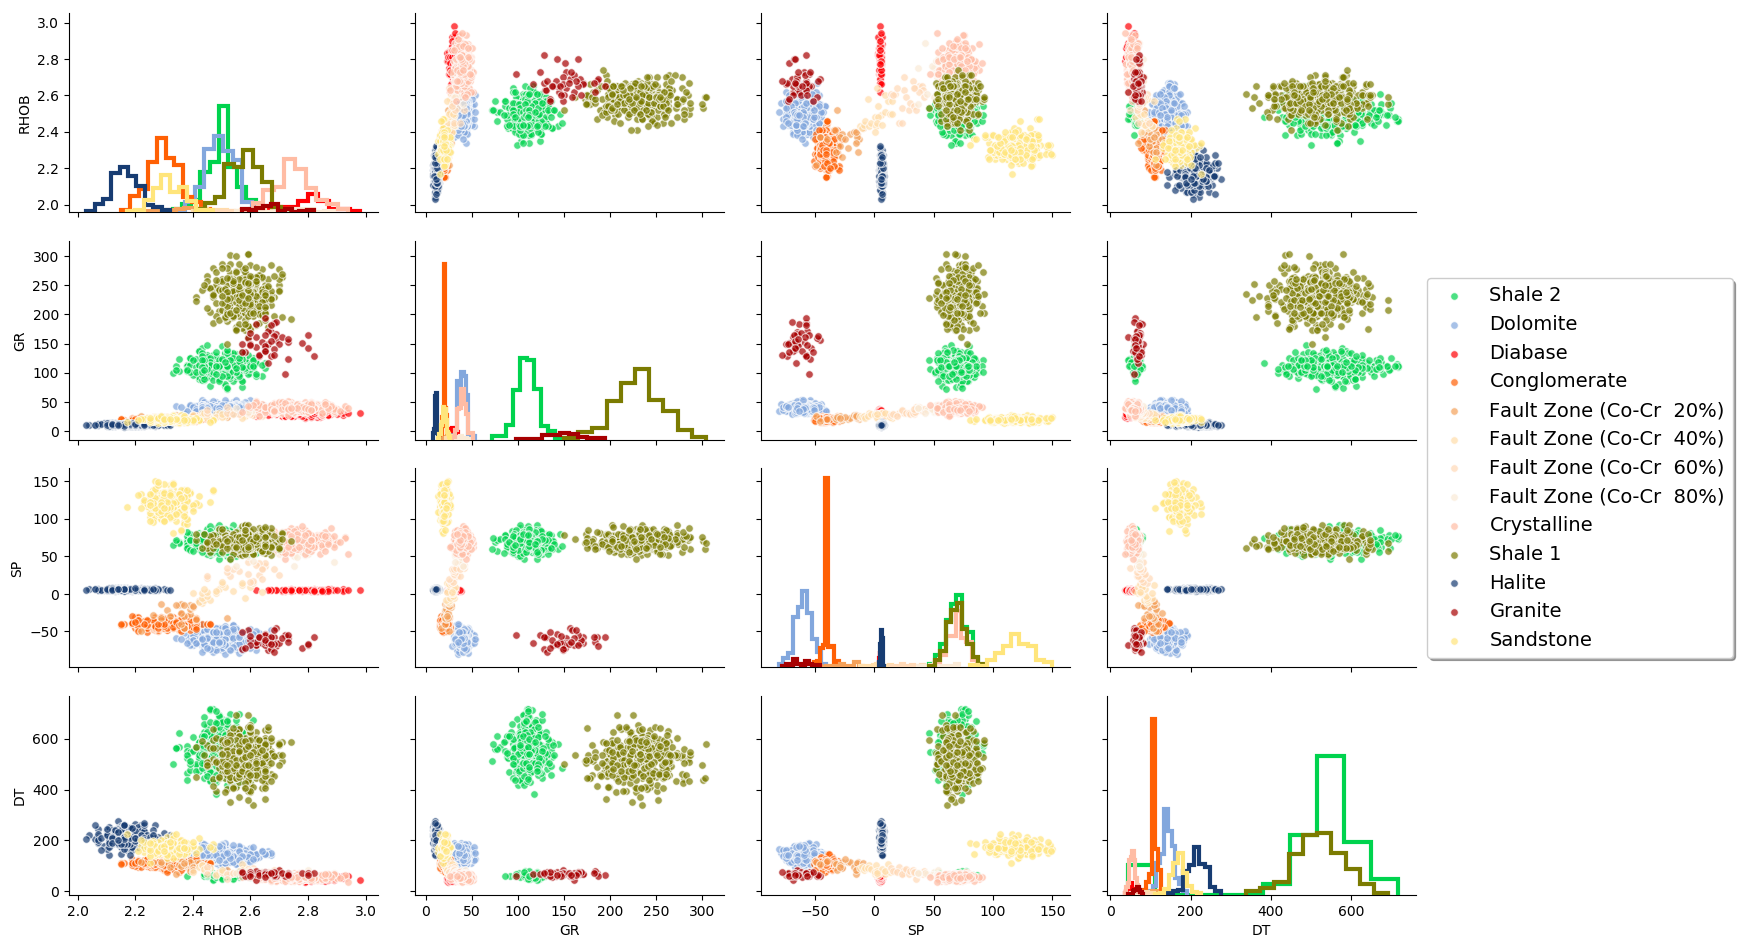 3.0
2.8
2.6
2.4
2.2
2.0
RHOB
300
250
200
150
100
50
0
GR
Shale 2
Dolomite
Diabase
Conglomerate
Fault Zone (Co-Cr  20%)
Fault Zone (Co-Cr  40%)
Fault Zone (Co-Cr  60%)
Fault Zone (Co-Cr  80%)
Crystalline
Shale 1
Halite
Granite
Sandstone
150
100
50
0
−50
SP
600
400
200
0
DT
2.0 2.2 2.4 2.6 2.8 3.0
RHOB
0 50 100 150 200 250 300
GR
−50 0 50 100 150
SP
0 200 400 600
DT